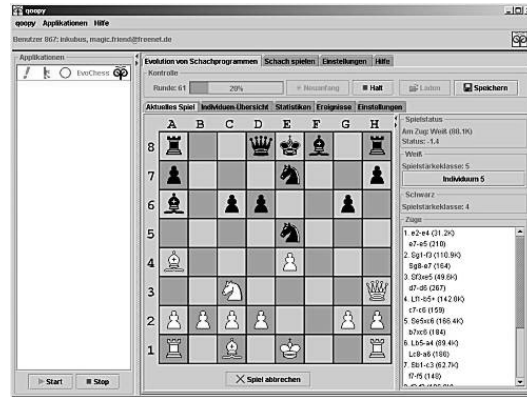 qoopy
qoopy Applikationen Hilfe
Benutzer 867: inkubus, magic.friend@freenet.de
Applikationen
EvoChess
Start Stop
Evolution von Schachprogrammen Schach spielen Einstellungen Hilfe
Kontrolle
Runde: 61 29% Neuanfang Halt Laden Speichern
Aktuelles Spiel Individuen-Übersicht Statistiken Ereignisse Einstellungen
A B C D E F G H
8
7
6
5
4
3
2
1
Spiel abbrechen
Spielstatus
Am Zug: Weiß (88.1K)
Status: -1.4
Weiß
Spielstärkeklasse: 5
Individuum 5
Schwarz
Spielstärkeklasse: 4
Züge
1. e2-e4 (31.2K)
e7-e5 (210)
2. Sg1-f3 (110.9K)
Sg8-e7 (164)
3. Sf3xe5 (49.8K)
d7-d6 (267)
4. Lf1-b5+ (142.8K)
c7-c6 (159)
5. Se5xc6 (166.4K)
b7xc6 (184)
6. Lb5-a4 (89.4K)
Lc8-a6 (186)
7. Sb1-c3 (62.7K)
f7-f5 (148)